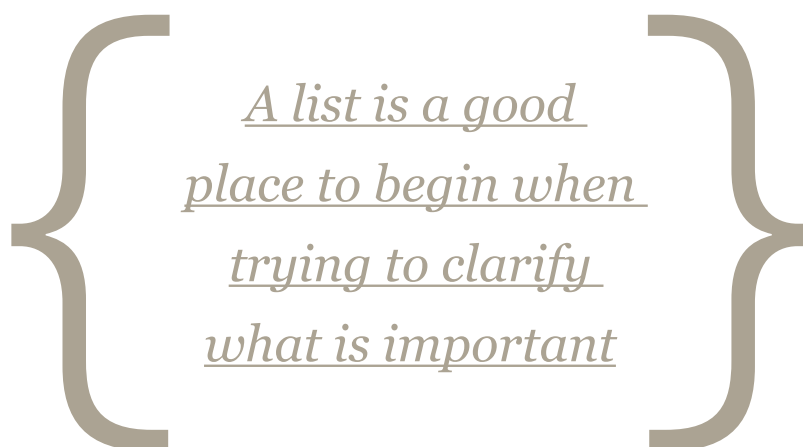 A list is a good
place to begin when
trying to clarify
what is important